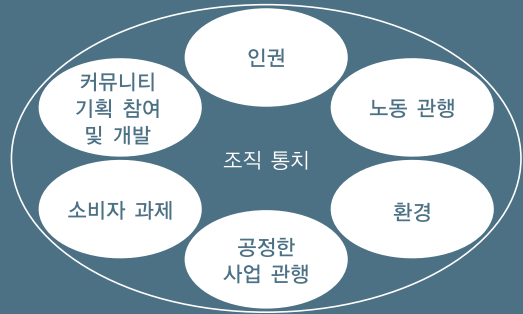 인권
커뮤니티
기획 참여
및 개발
노동 관행
조직 통치
소비자 과제
환경
공정한
사업 관행